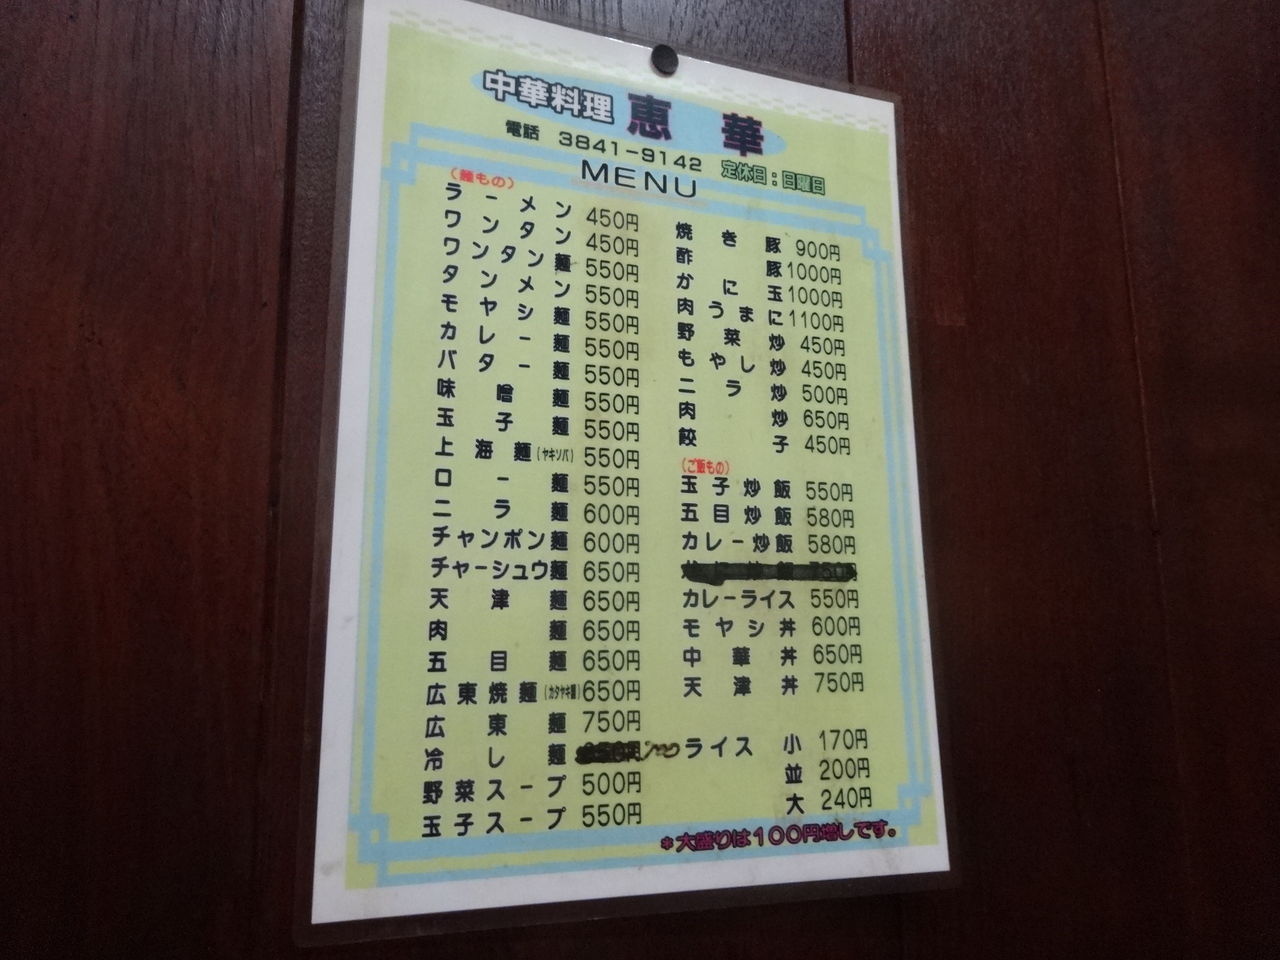 中華料理 恵華
電話 3841-9142 定休日:日曜日
MENU
(麺もの)
ラーメン 450円
ワンタン 450円
ワンタン麺 550円
タンメン 550円
モヤシ麺 550円
カレー麺 550円
バター麺 550円
味噌麺 550円
玉子麺 550円
上海麺(ヤキソバ) 550円
ロー麺 550円
ニラ麺 600円
チャンポン麺 600円
チャーシュウ麺 650円
天津麺 650円
肉麺 650円
五目麺 650円
広東焼麺(カタヤキ麺) 650円
広東麺 750円
冷し麺
野菜スープ 500円
玉子スープ 550円
焼き豚 900円
酢豚 1000円
かに玉 1000円
肉うまに 1100円
野菜炒 450円
もやし炒 450円
ニラ炒 500円
肉炒 650円
餃子 450円
(ご飯もの)
玉子炒飯 550円
五目炒飯 580円
カレー炒飯 580円
カレーライス 550円
モヤシ丼 600円
中華丼 650円
天津丼 750円
ライス 小 170円
並 200円
大 240円
*大盛りは100円増しです。